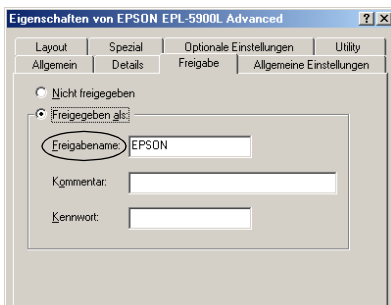 Eigenschaften von EPSON EPL-5900L Advanced
Layout Spezial Optionale Einstellungen Utility
Allgemein Details Freigabe Allgemeine Einstellungen
Nicht freigegeben
Freigegeben als:
Freigabename: EPSON
Kommentar:
Kennwort: